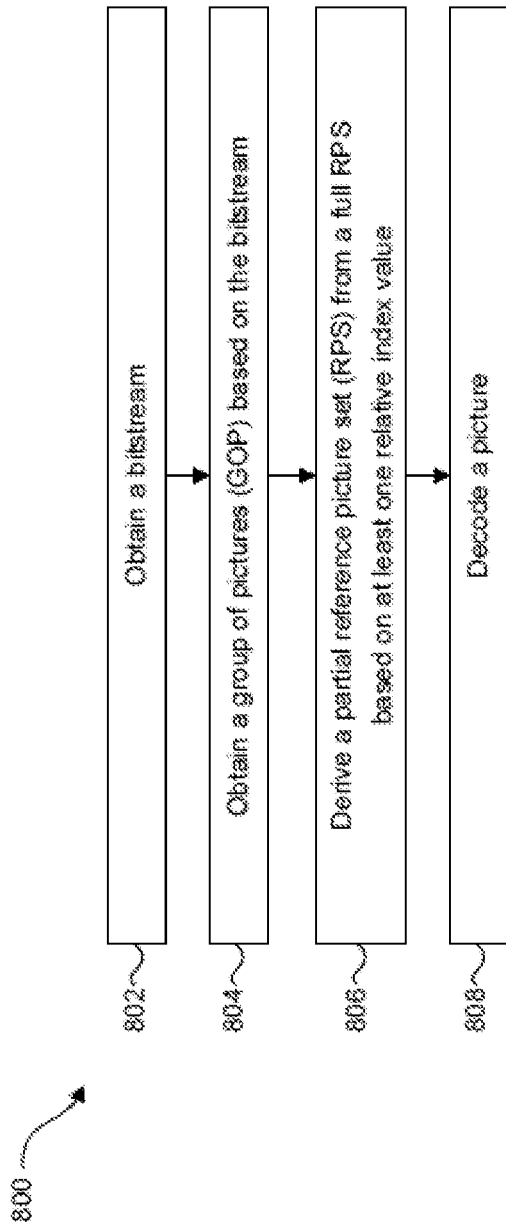 800
802
Obtain a bitstream
804
Obtain a group of pictures (GOP) based on the bitstream
806
Derive a partial reference picture set (RPS) from a full RPS
based on at least one relative index value
808
Decode a picture